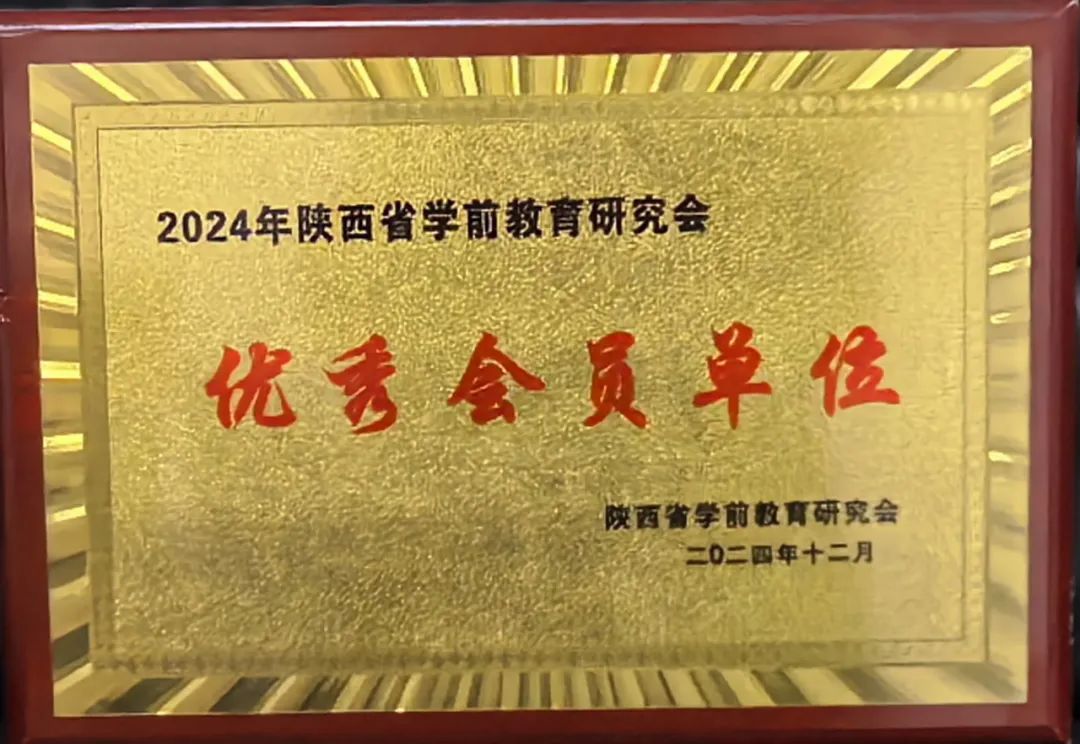 2024年陕西省学前教育研究会
优秀会员单位
陕西省学前教育研究会
二〇二四年十二月